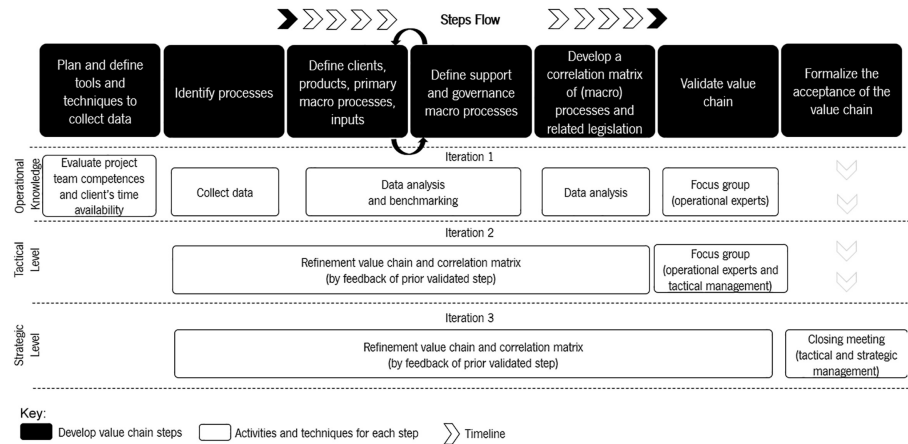 Steps Flow
Plan and define
tools and
techniques to
collect data
Identify processes
Define clients,
products, primary
macro processes,
inputs
Define support
and governance
macro processes
Develop a
correlation matrix
of (macro)
processes and
related legislation
Validate value
chain
Formalize the
acceptance of the
value chain
Operational
Knowledge
Iteration 1
Evaluate project
team competences
and client's time
availability
Collect data
Data analysis
and benchmarking
Data analysis
Focus group
(operational experts)
Tactical
Level
Iteration 2
Refinement value chain and correlation matrix
(by feedback of prior validated step)
Focus group
(operational experts and
tactical management)
Strategic
Level
Iteration 3
Refinement value chain and correlation matrix
(by feedback of prior validated step)
Closing meeting
(tactical and strategic
management)
Key:
Develop value chain steps
Activities and techniques for each step
Timeline